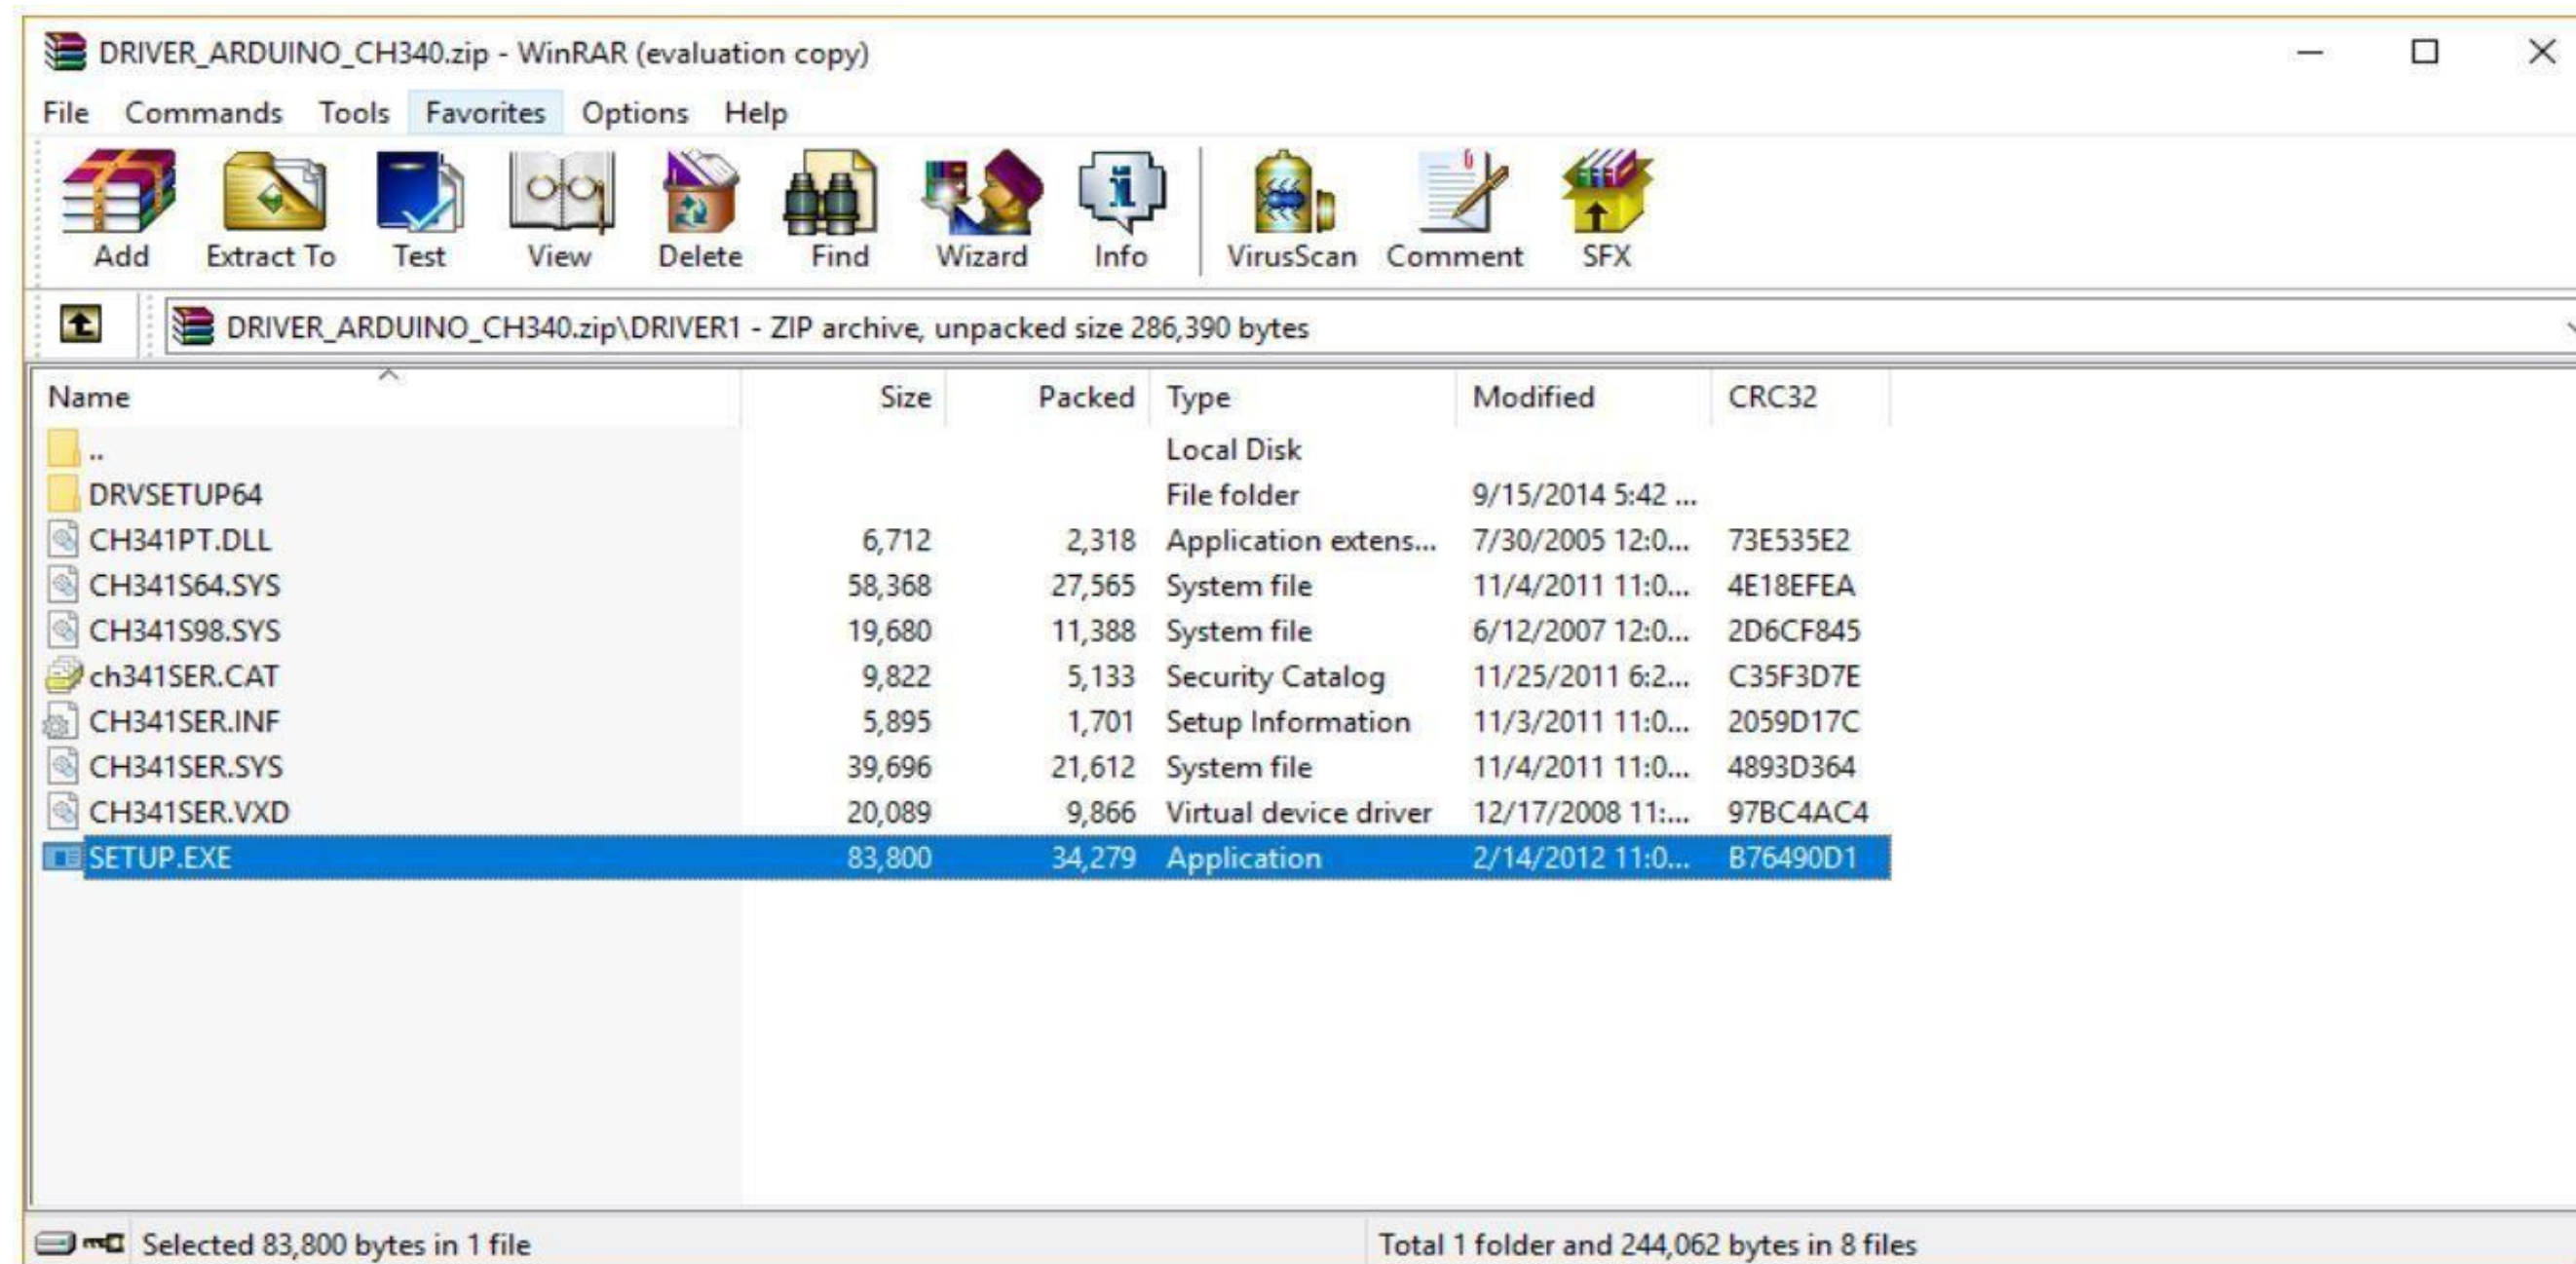 DRIVER_ARDUINO_CH340.zip - WinRAR (evaluation copy)
File Commands Tools Favorites Options Help
Add Extract To Test View Delete Find Wizard Info VirusScan Comment SFX
DRIVER_ARDUINO_CH340.zip\DRIVER1 - ZIP archive, unpacked size 286,390 bytes
Name Size Packed Type Modified CRC32
.. Local Disk
DRVSETUP64 File folder 9/15/2014 5:42 ...
CH341PT.DLL 6,712 2,318 Application extens... 7/30/2005 12:0... 73E535E2
CH341S64.SYS 58,368 27,565 System file 11/4/2011 11:0... 4E18EFEA
CH341S98.SYS 19,680 11,388 System file 6/12/2007 12:0... 2D6CF845
ch341SER.CAT 9,822 5,133 Security Catalog 11/25/2011 6:2... C35F3D7E
CH341SER.INF 5,895 1,701 Setup Information 11/3/2011 11:0... 2059D17C
CH341SER.SYS 39,696 21,612 System file 11/4/2011 11:0... 4893D364
CH341SER.VXD 20,089 9,866 Virtual device driver 12/17/2008 11:... 97BC4AC4
SETUP.EXE 83,800 34,279 Application 2/14/2012 11:0... B76490D1
Selected 83,800 bytes in 1 file Total 1 folder and 244,062 bytes in 8 files